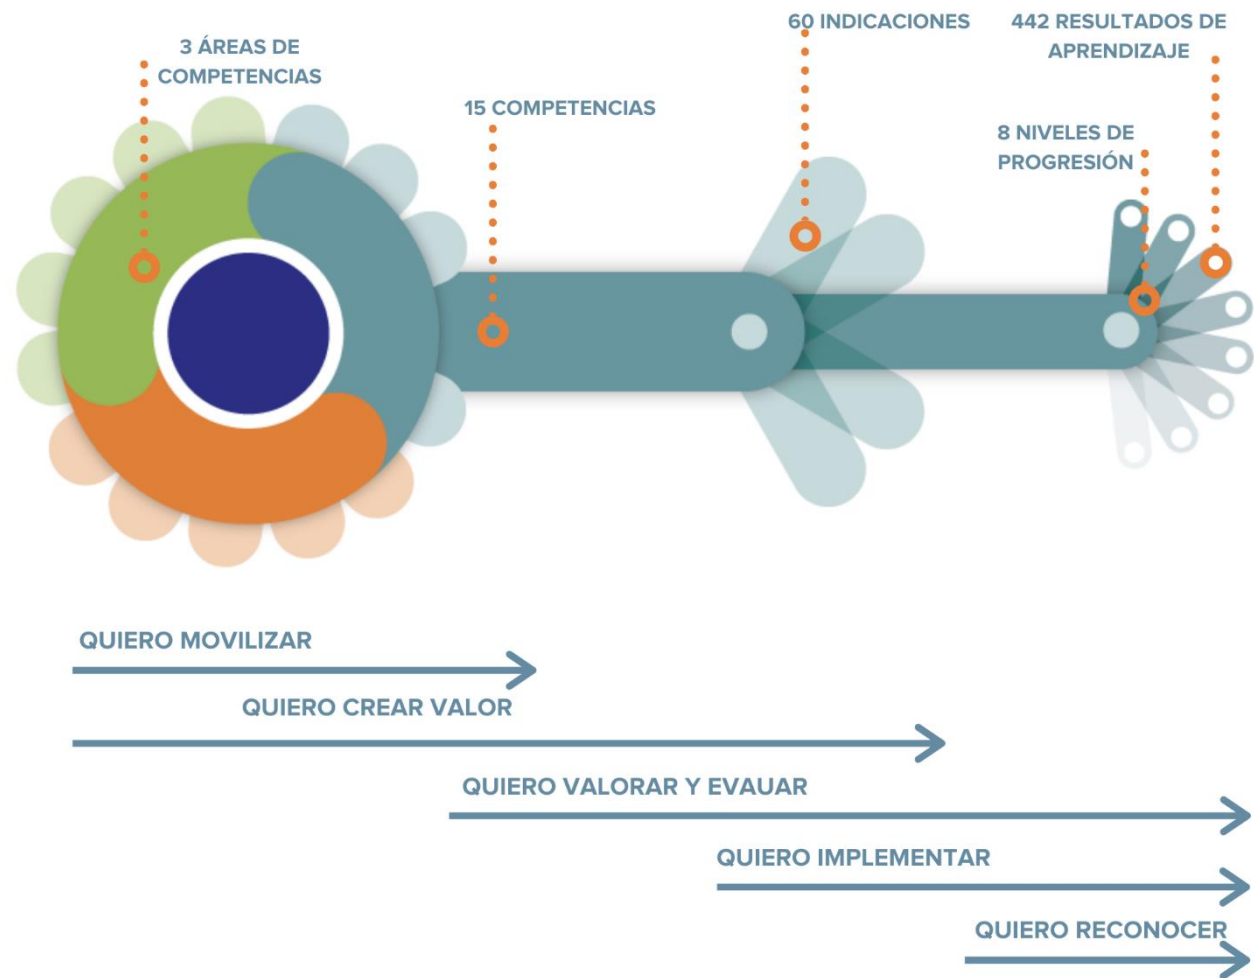 3 ÁREAS DE
COMPETENCIAS
15 COMPETENCIAS
60 INDICACIONES
442 RESULTADOS DE
APRENDIZAJE
8 NIVELES DE
PROGRESIÓN
QUIERO MOVILIZAR
QUIERO CREAR VALOR
QUIERO VALORAR Y EVAUAR
QUIERO IMPLEMENTAR
QUIERO RECONOCER